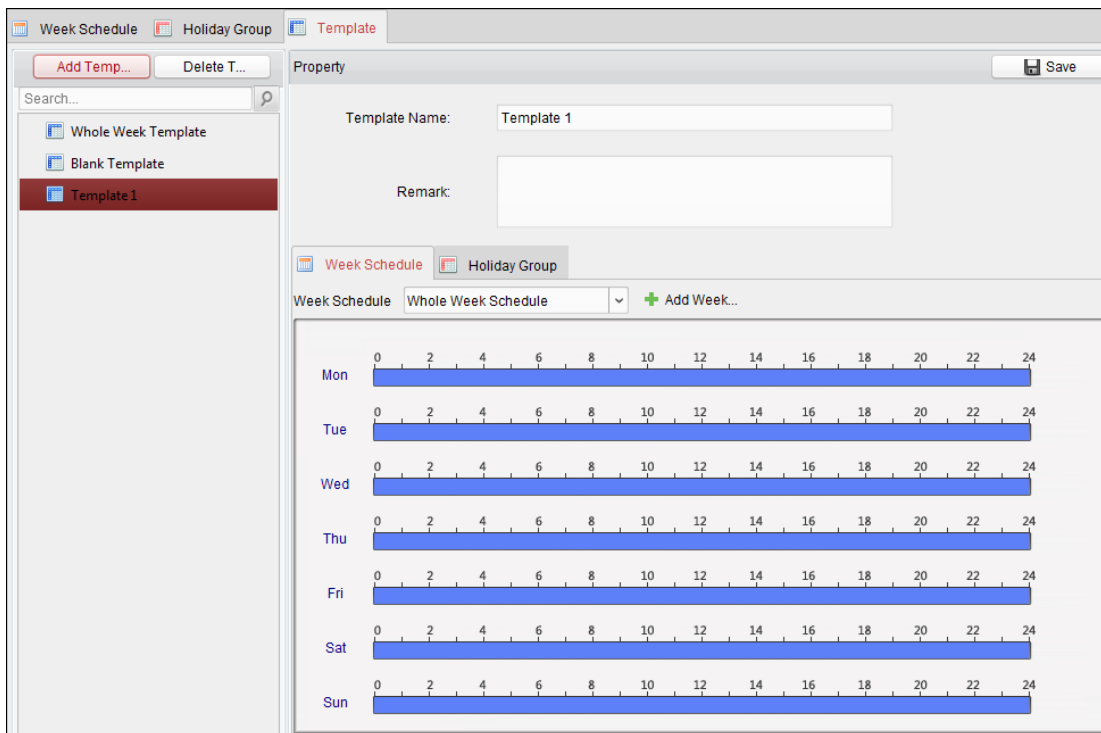 Week Schedule Holiday Group Template
Add Temp... Delete T... Property Save
Search...
Whole Week Template
Blank Template
Template 1
Template Name: Template 1
Remark:
Week Schedule Holiday Group
Week Schedule Whole Week Schedule Add Week...
0 2 4 6 8 10 12 14 16 18 20 22 24
Mon
0 2 4 6 8 10 12 14 16 18 20 22 24
Tue
0 2 4 6 8 10 12 14 16 18 20 22 24
Wed
0 2 4 6 8 10 12 14 16 18 20 22 24
Thu
0 2 4 6 8 10 12 14 16 18 20 22 24
Fri
0 2 4 6 8 10 12 14 16 18 20 22 24
Sat
0 2 4 6 8 10 12 14 16 18 20 22 24
Sun